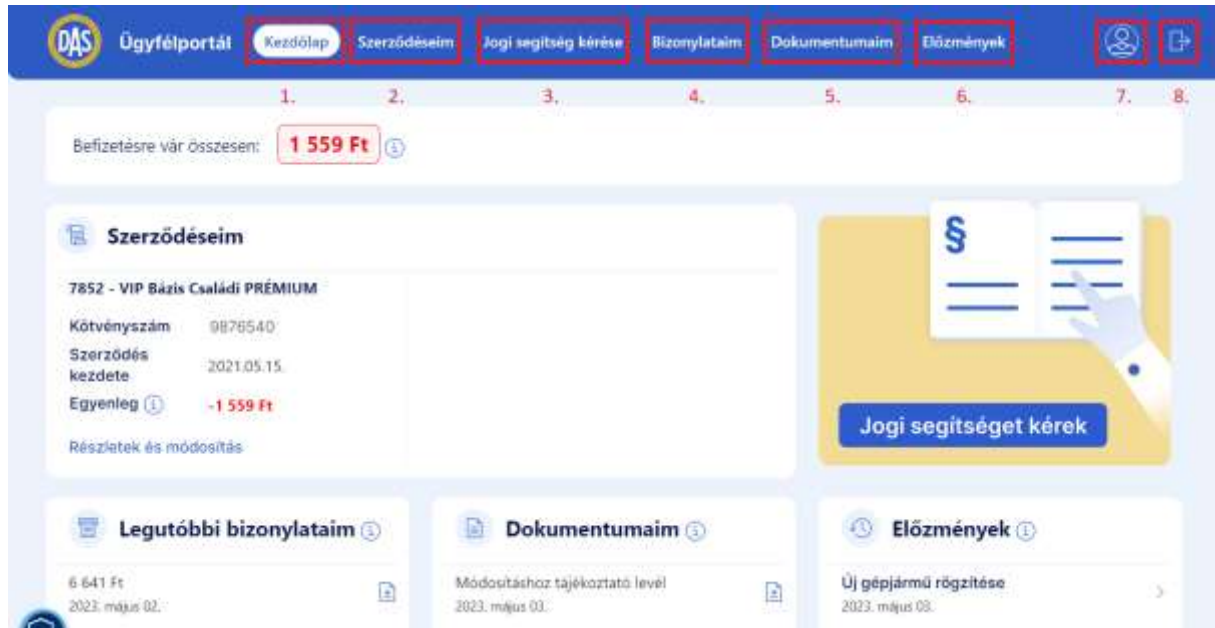 DAS Ügyfélportál Kezdőlap Szerződéseim Jogi segítség kérése Bizonylataim Dokumentumaim Előzmények
1. 2. 3. 4. 5. 6. 7. 8.
Befizetésre vár összesen: 1 559 Ft
Szerződéseim
§
7852 - VIP Bázis Családi PRÉMIUM
Kötvényszám 9876540
Szerződés
kezdete 2021.05.15.
Egyenleg -1 559 Ft
Jogi segítséget kérek
Részletek és módosítás
Legutóbbi bizonylataim Dokumentumaim Előzmények
6 641 Ft Módosításhoz tájékoztató levél Új gépjármű rögzítése
2023. május 02. 2023. május 03. 2023. május 03.